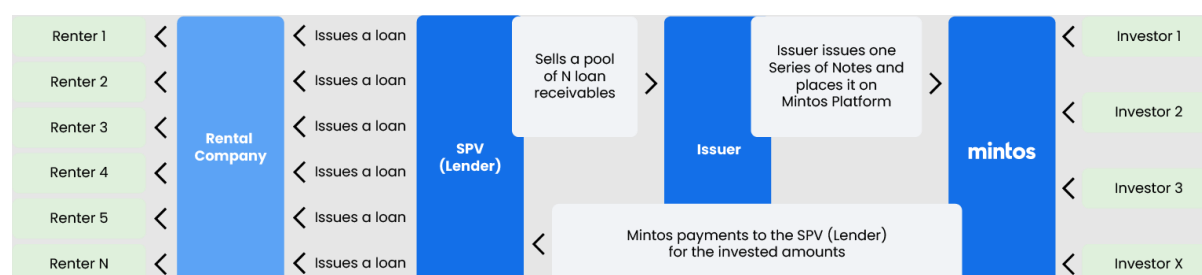 Renter 1
Renter 2
Renter 3
Renter 4
Renter 5
Renter N
Rental
Company
Issues a loan
Issues a loan
Issues a loan
Issues a loan
Issues a loan
Issues a loan
SPV
(Lender)
Sells a pool
of N loan
receivables
Issuer
Issuer issues one
Series of Notes and
places it on
Mintos Platform
mintos
Mintos payments to the SPV (Lender)
for the invested amounts
Investor 1
Investor 2
Investor 3
Investor X